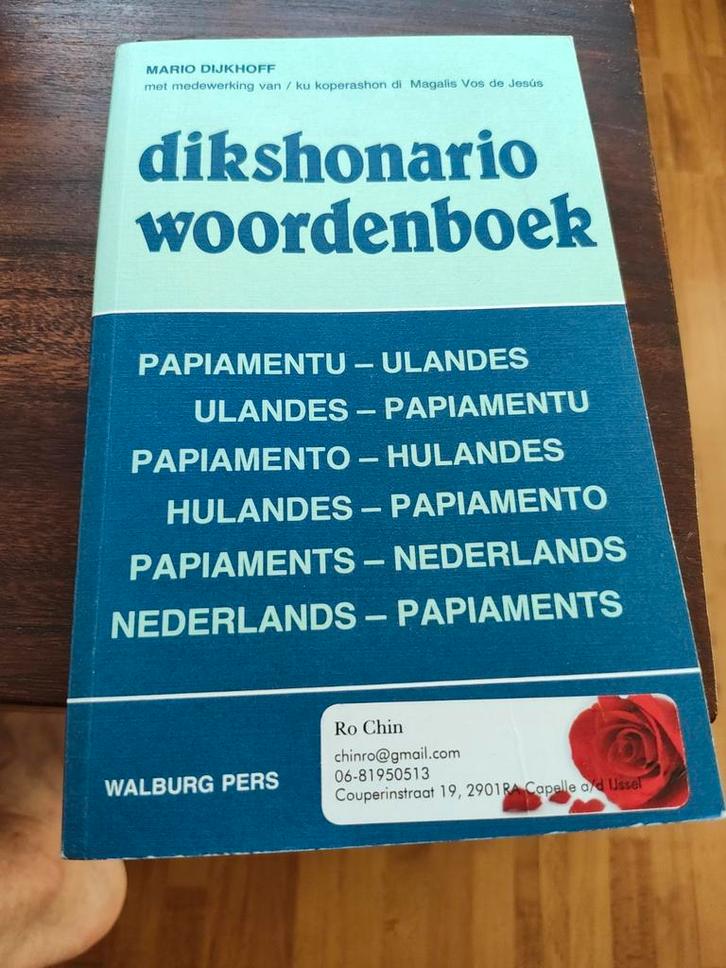 MARIO DIJKHOFF
met medewerking van / ku koperashon di Magalis Vos de Jesús
dikshonario
woordenboek
PAPIAMENTU – ULANDES
ULANDES – PAPIAMENTU
PAPIAMENTO – HULANDES
HULANDES – PAPIAMENTO
PAPIAMENTS – NEDERLANDS
NEDERLANDS – PAPIAMENTS
WALBURG PERS
Ro Chin
chinro@gmail.com
06-81950513
Couperinstraat 19, 2901RA Capelle a/d IJssel